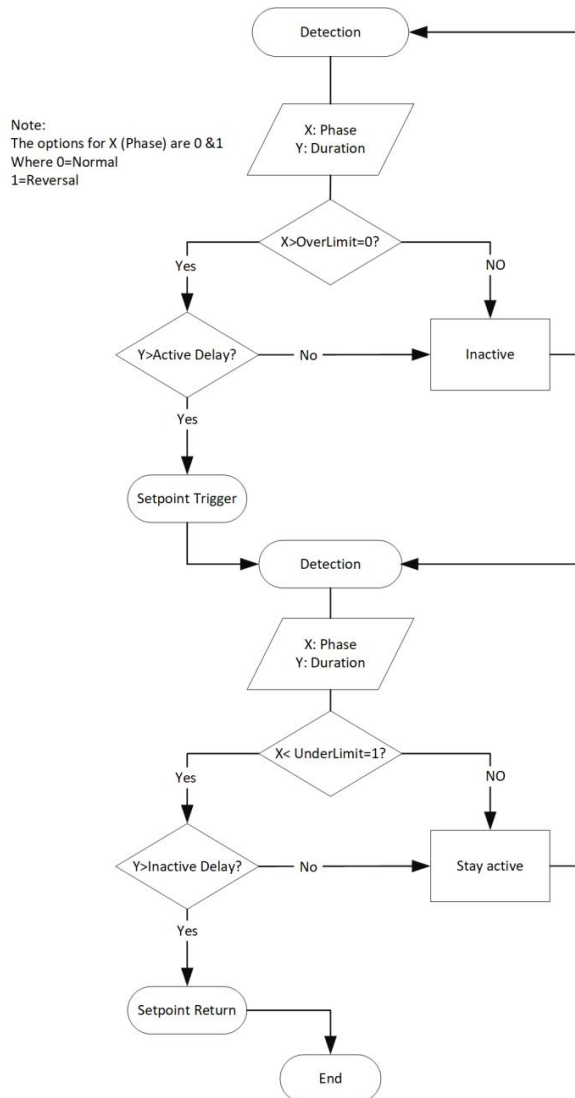 Detection
Note:
The options for X (Phase) are 0 &1
Where 0=Normal
1=Reversal
X: Phase
Y: Duration
X>OverLimit=0?
Yes
NO
Y>Active Delay?
No
Inactive
Yes
Setpoint Trigger
Detection
X: Phase
Y: Duration
X< UnderLimit=1?
Yes
NO
Y>Inactive Delay?
No
Stay active
Yes
Setpoint Return
End